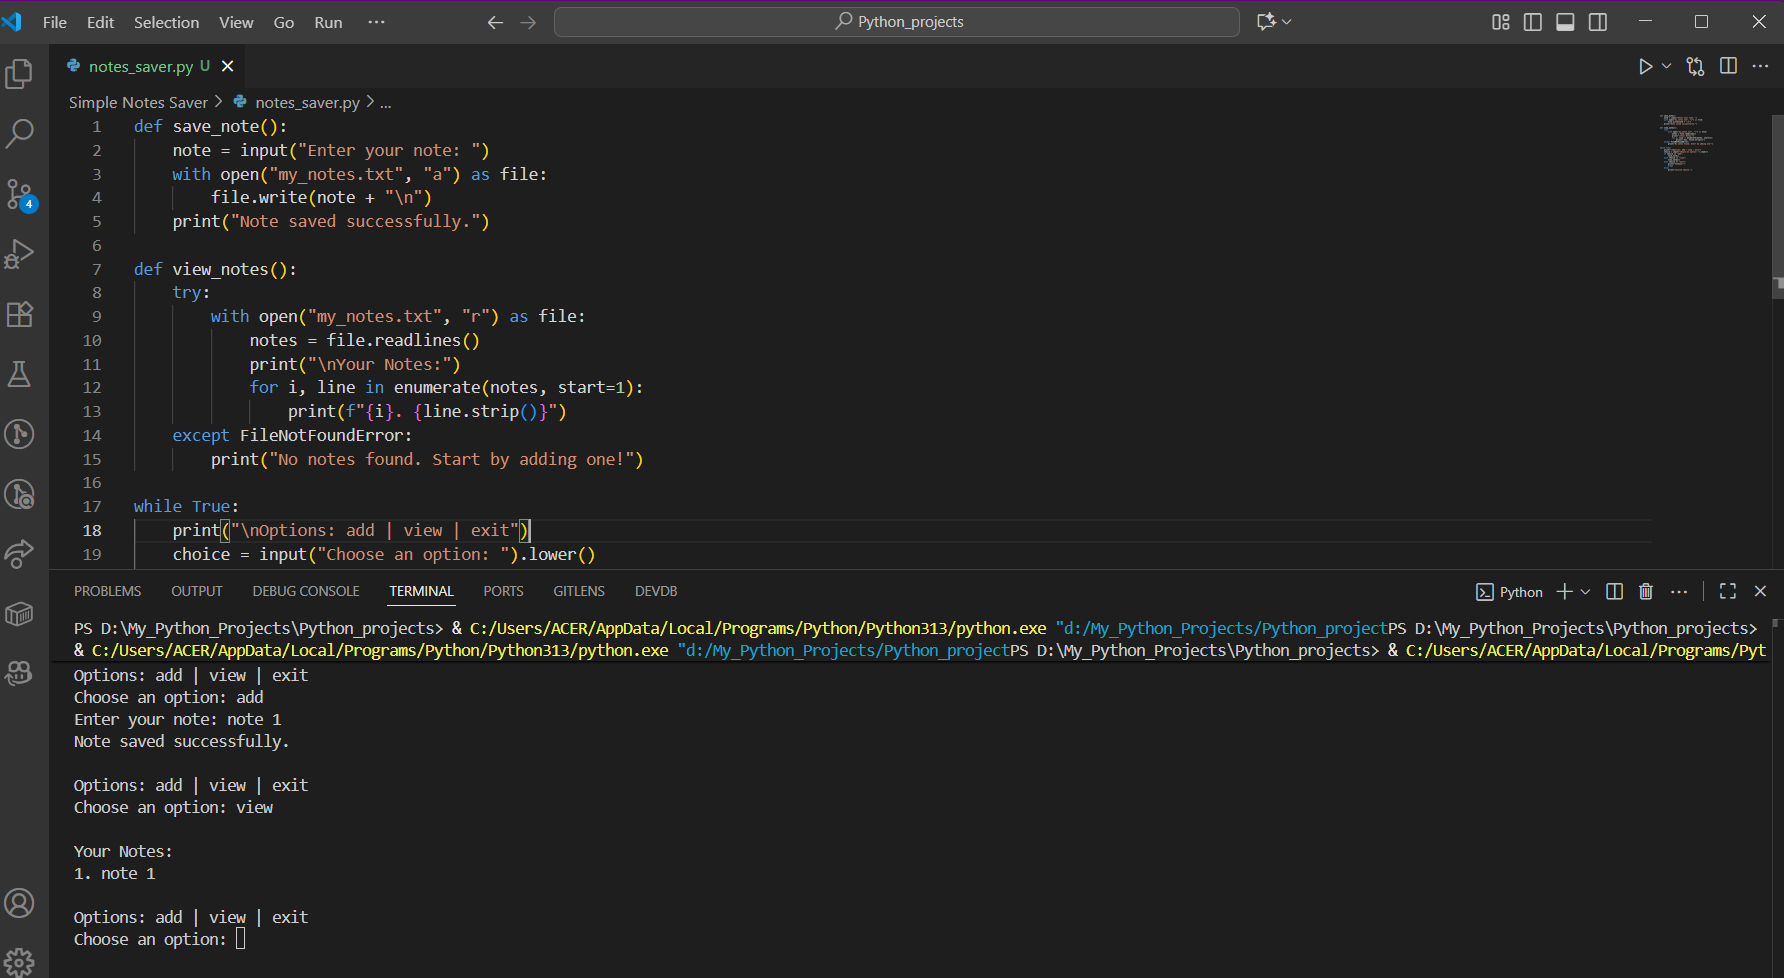 File Edit Selection View Go Run ···
Python_projects
notes_saver.py U
Simple Notes Saver > notes_saver.py > ...
1 def save_note():
2     note = input("Enter your note: ")
3     with open("my_notes.txt", "a") as file:
4         file.write(note + "\n")
5     print("Note saved successfully.")
6
7 def view_notes():
8     try:
9         with open("my_notes.txt", "r") as file:
10             notes = file.readlines()
11             print("\nYour Notes:")
12             for i, line in enumerate(notes, start=1):
13                 print(f"{i}. {line.strip()}")
14     except FileNotFoundError:
15         print("No notes found. Start by adding one!")
16
17 while True:
18     print("\nOptions: add | view | exit")
19     choice = input("Choose an option: ").lower()
4
PROBLEMS OUTPUT DEBUG CONSOLE TERMINAL PORTS GITLENS DEVDB
Python
PS D:\My_Python_Projects\Python_projects> & C:/Users/ACER/AppData/Local/Programs/Python/Python313/python.exe "d:/My_Python_Projects/Python_projectPS D:\My_Python_Projects\Python_projects>
& C:/Users/ACER/AppData/Local/Programs/Python/Python313/python.exe "d:/My_Python_Projects/Python_projectPS D:\My_Python_Projects\Python_projects> & C:/Users/ACER/AppData/Local/Programs/Pyt
Options: add | view | exit
Choose an option: add
Enter your note: note 1
Note saved successfully.
Options: add | view | exit
Choose an option: view
Your Notes:
1. note 1
Options: add | view | exit
Choose an option: